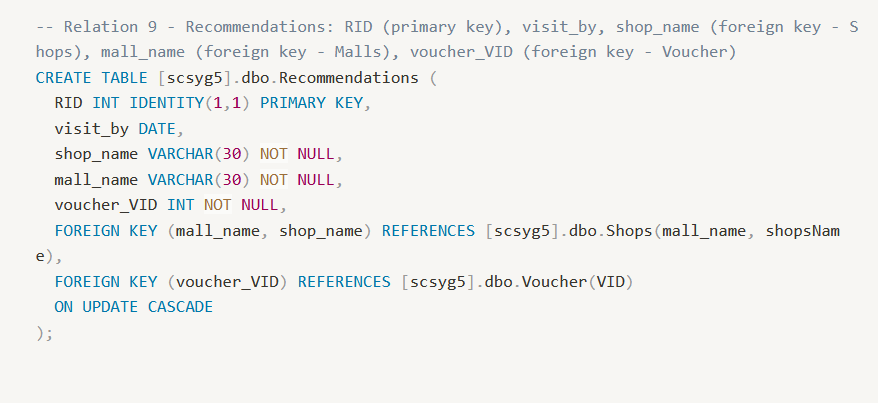 -- Relation 9 - Recommendations: RID (primary key), visit_by, shop_name (foreign key - S
hops), mall_name (foreign key - Malls), voucher_VID (foreign key - Voucher)
CREATE TABLE [scsyg5].dbo.Recommendations (
  RID INT IDENTITY(1,1) PRIMARY KEY,
  visit_by DATE,
  shop_name VARCHAR(30) NOT NULL,
  mall_name VARCHAR(30) NOT NULL,
  voucher_VID INT NOT NULL,
  FOREIGN KEY (mall_name, shop_name) REFERENCES [scsyg5].dbo.Shops(mall_name, shopsNam
e),
  FOREIGN KEY (voucher_VID) REFERENCES [scsyg5].dbo.Voucher(VID)
  ON UPDATE CASCADE
);